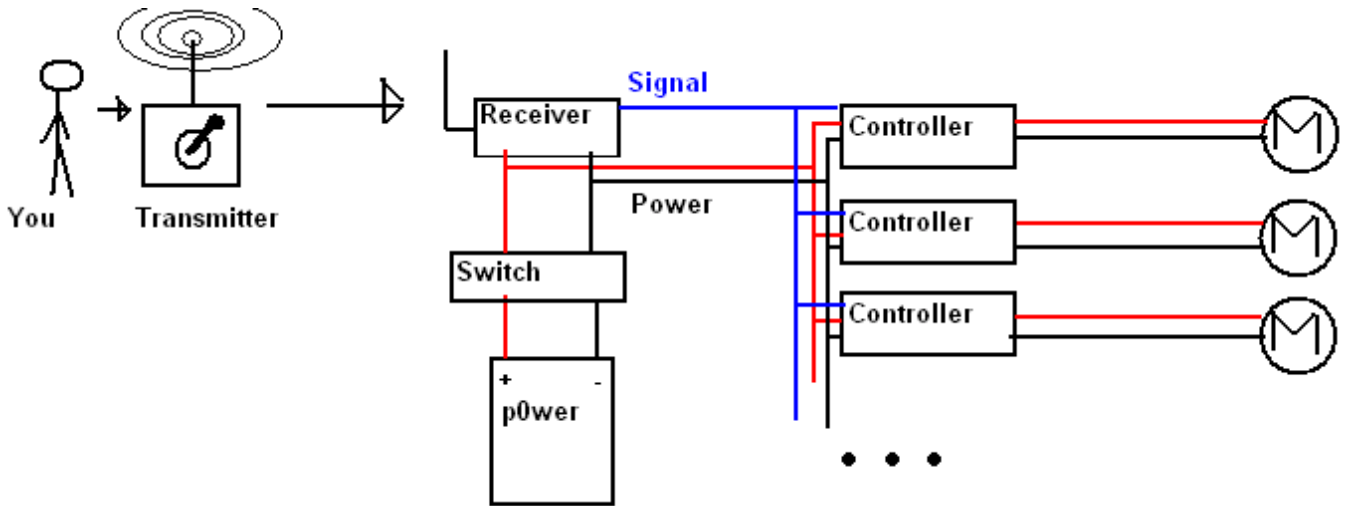 Signal
Receiver
Controller
M
You
Transmitter
Power
Controller
M
Switch
Controller
M
+ -
p0wer